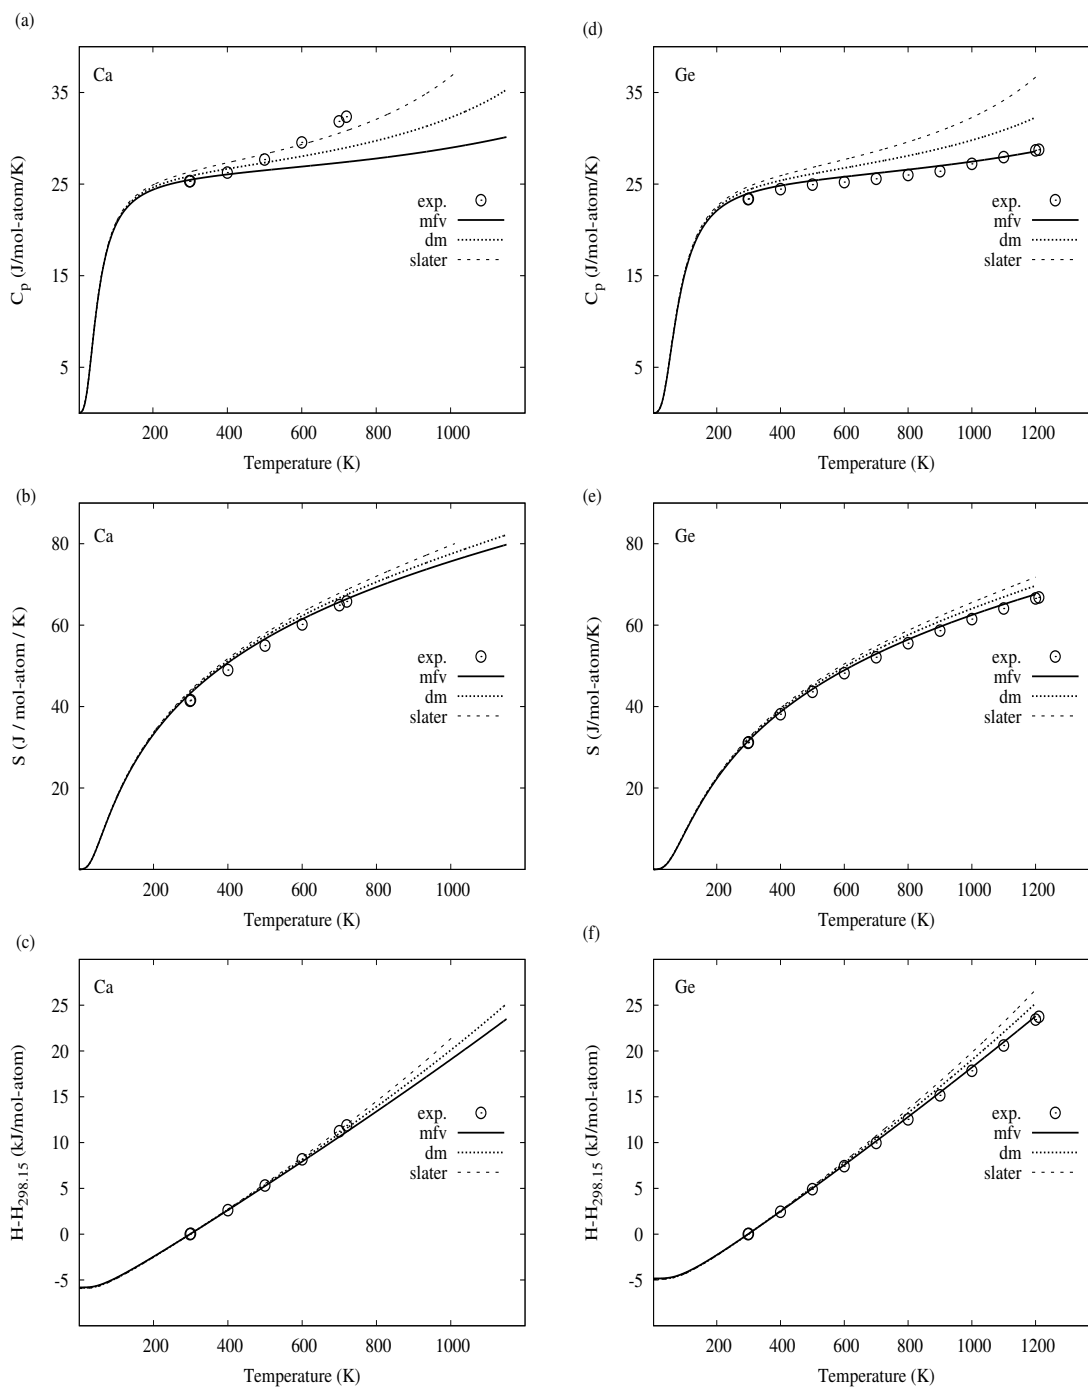 (a)
Ca
C_p (J/mol-atom/K)
35
25
15
5
exp.
mfv
dm
slater
200 400 600 800 1000
Temperature (K)
(d)
Ge
C_p (J/mol-atom/K)
35
25
15
5
exp.
mfv
dm
slater
200 400 600 800 1000 1200
Temperature (K)
(b)
Ca
S (J / mol-atom / K)
80
60
40
20
exp.
mfv
dm
slater
200 400 600 800 1000
Temperature (K)
(e)
Ge
S (J/mol-atom/K)
80
60
40
20
exp.
mfv
dm
slater
200 400 600 800 1000 1200
Temperature (K)
(c)
Ca
H-H_298.15 (kJ/mol-atom)
25
20
15
10
5
0
-5
exp.
mfv
dm
slater
200 400 600 800 1000
Temperature (K)
(f)
Ge
H-H_298.15 (kJ/mol-atom)
25
20
15
10
5
0
-5
exp.
mfv
dm
slater
200 400 600 800 1000 1200
Temperature (K)